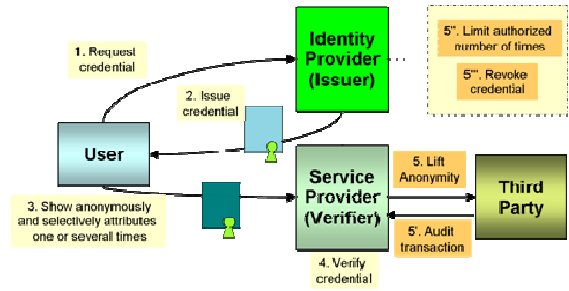 1. Request
credential
Identity
Provider
(Issuer)
5". Limit authorized
number of times
5"'. Revoke
credential
2. Issue
credential
User
Service
Provider
(Verifier)
5. Lift
Anonymity
Third
Party
3. Show anonymously
and selectively attributes
one or several times
5'. Audit
transaction
4. Verify
credential